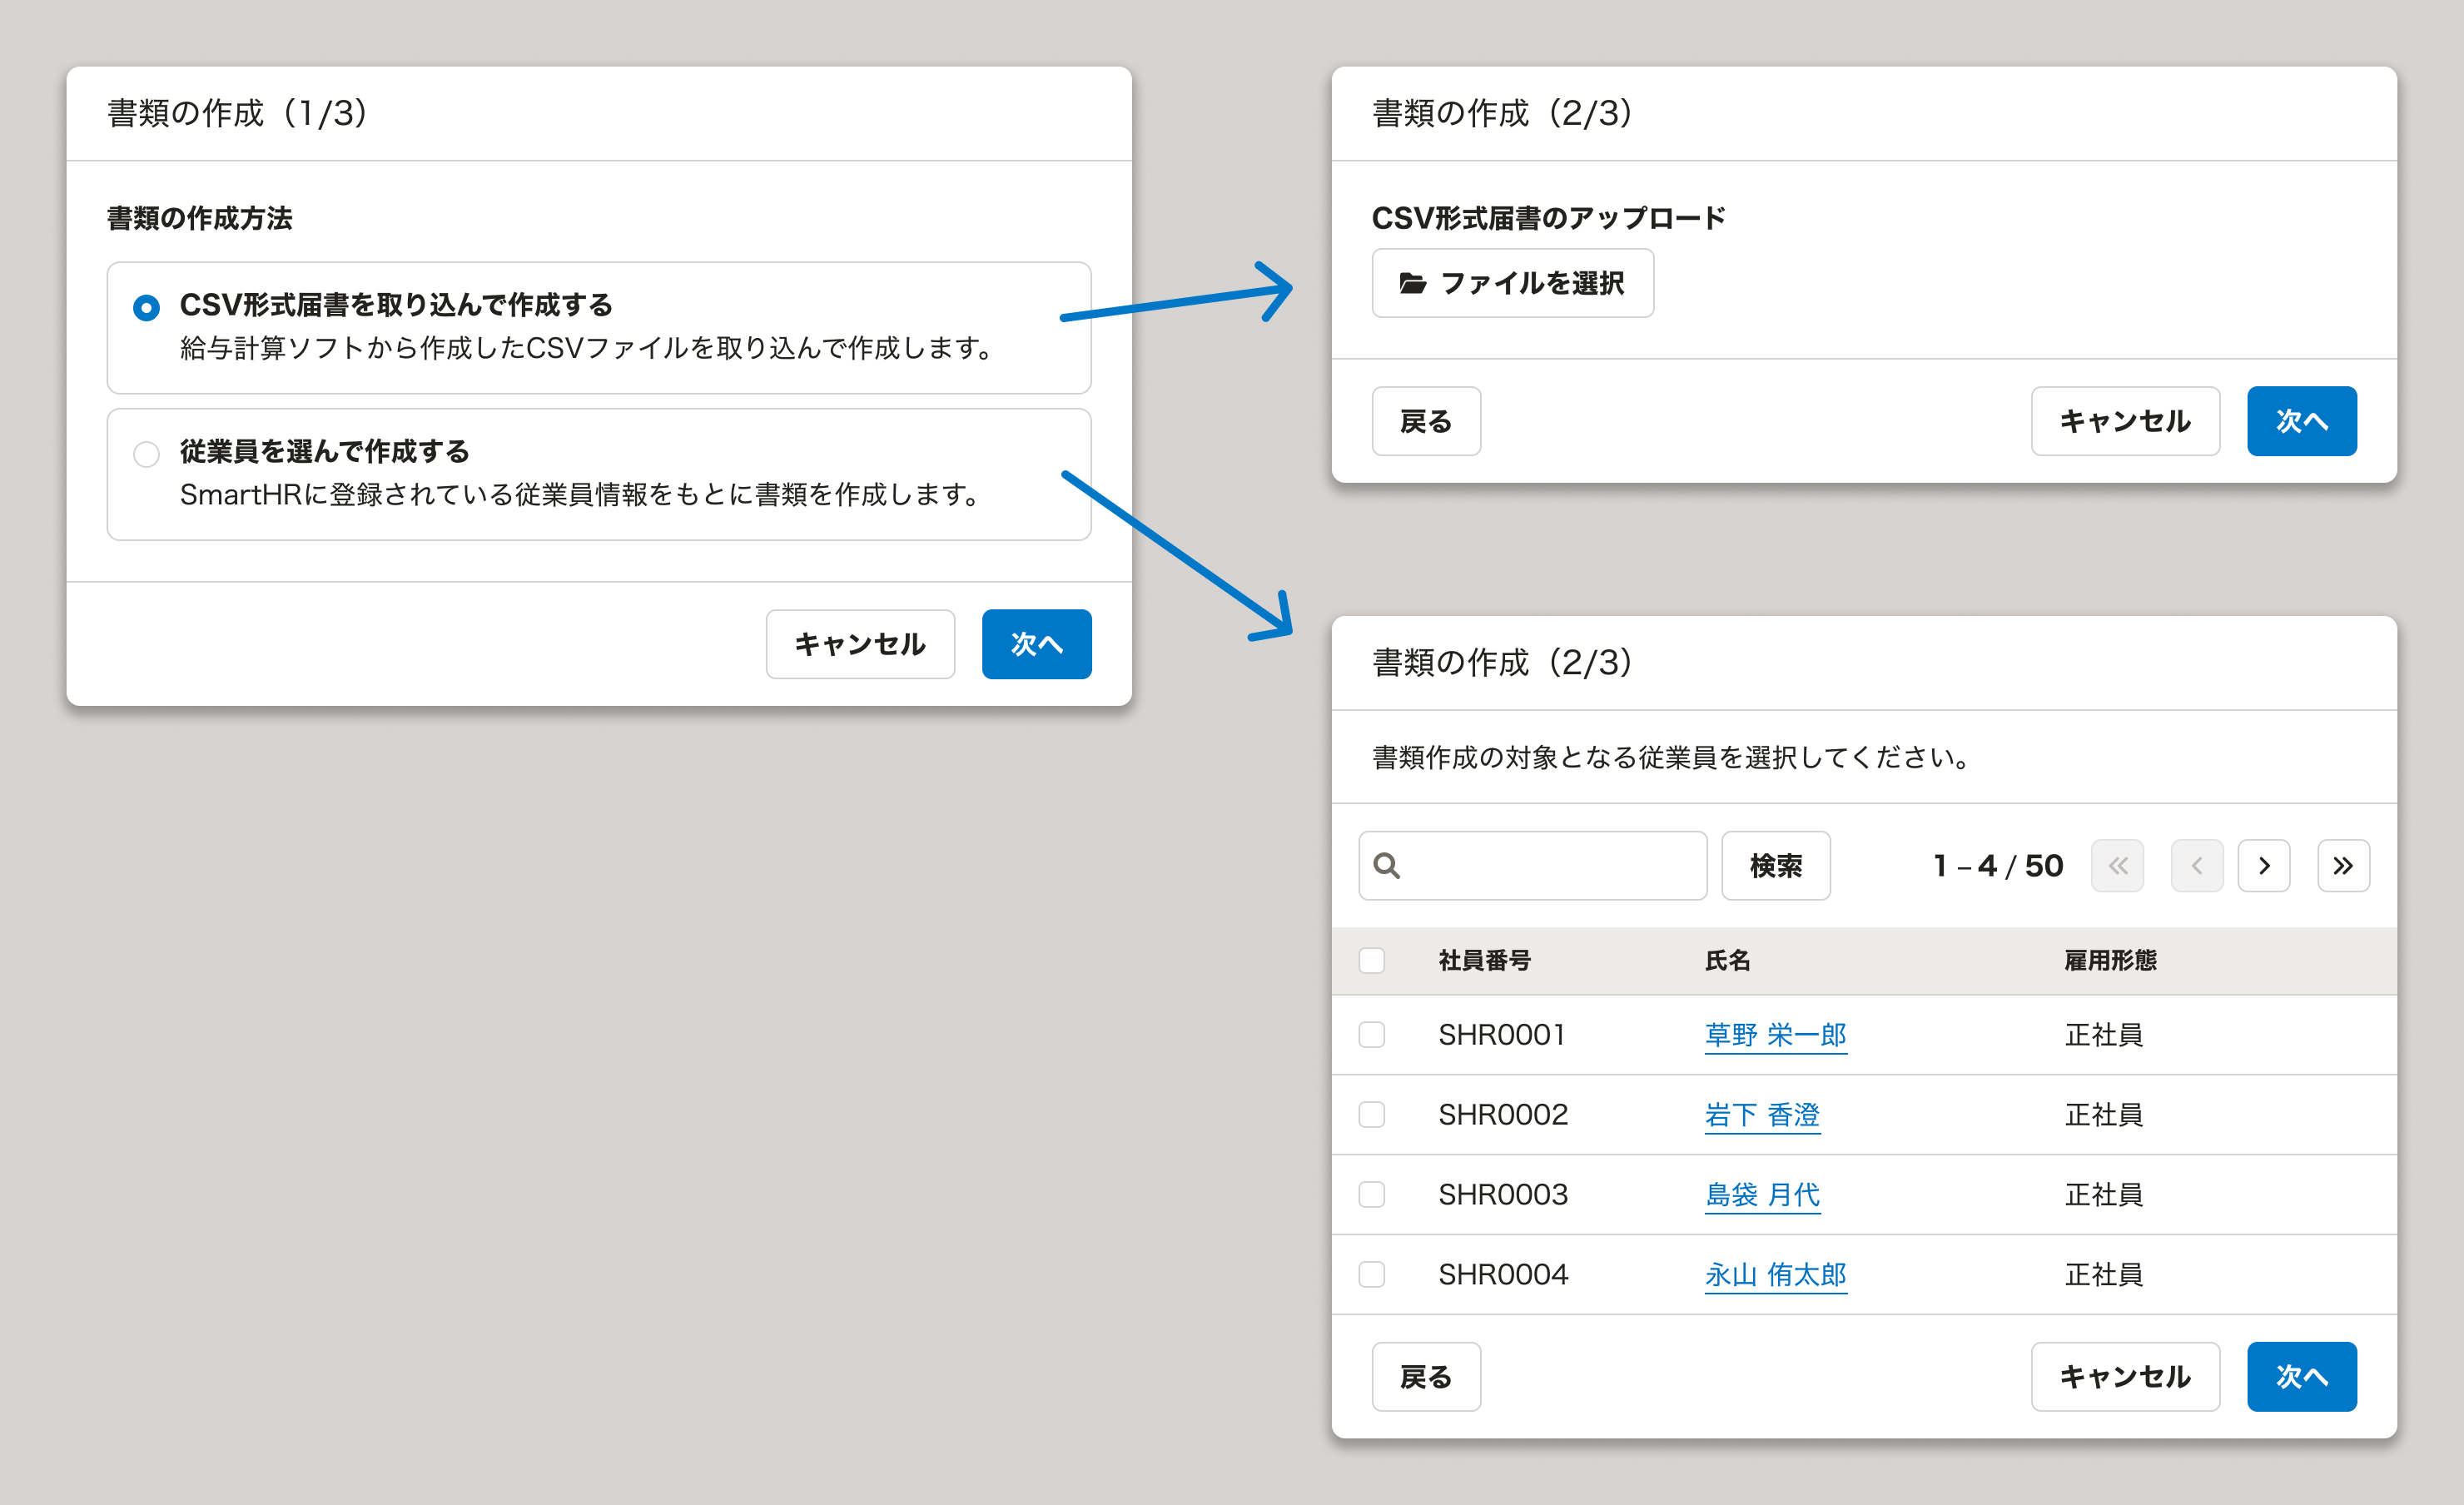 書類の作成（1/3）
書類の作成方法
CSV形式届書を取り込んで作成する
給与計算ソフトから作成したCSVファイルを取り込んで作成します。
従業員を選んで作成する
SmartHRに登録されている従業員情報をもとに書類を作成します。
キャンセル 次へ
書類の作成（2/3）
CSV形式届書のアップロード
ファイルを選択
戻る キャンセル 次へ
書類の作成（2/3）
書類作成の対象となる従業員を選択してください。
検索 1 – 4 / 50
社員番号 氏名 雇用形態
SHR0001 草野 栄一郎 正社員
SHR0002 岩下 香澄 正社員
SHR0003 島袋 月代 正社員
SHR0004 永山 侑太郎 正社員
戻る キャンセル 次へ